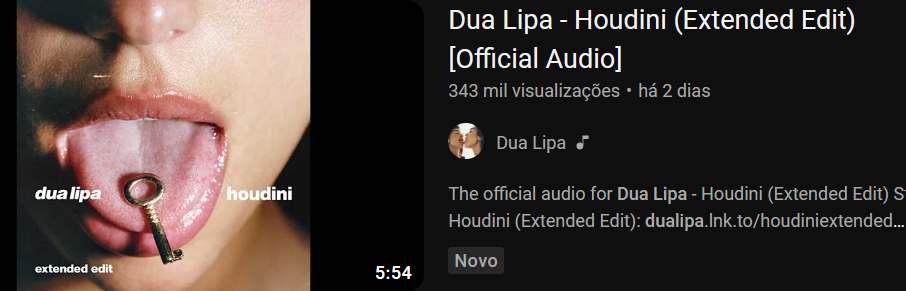 dua lipa
houdini
extended edit
5:54
Dua Lipa - Houdini (Extended Edit)
[Official Audio]
343 mil visualizações • há 2 dias
Dua Lipa
The official audio for Dua Lipa - Houdini (Extended Edit) S
Houdini (Extended Edit): dualipa.lnk.to/houdiniextended...
Novo